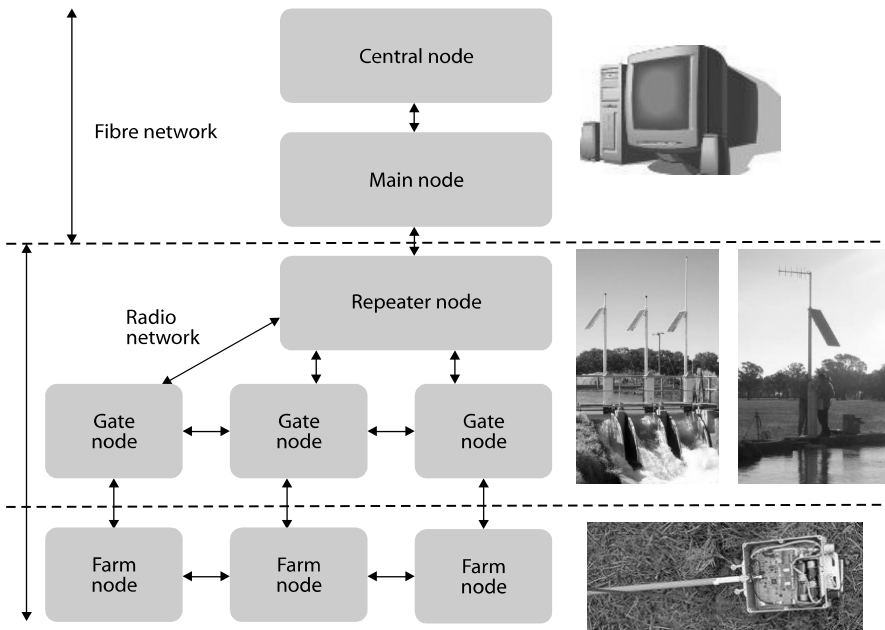 Central node
Fibre network
Main node
Repeater node
Radio
network
Gate
node
Gate
node
Gate
node
Farm
node
Farm
node
Farm
node